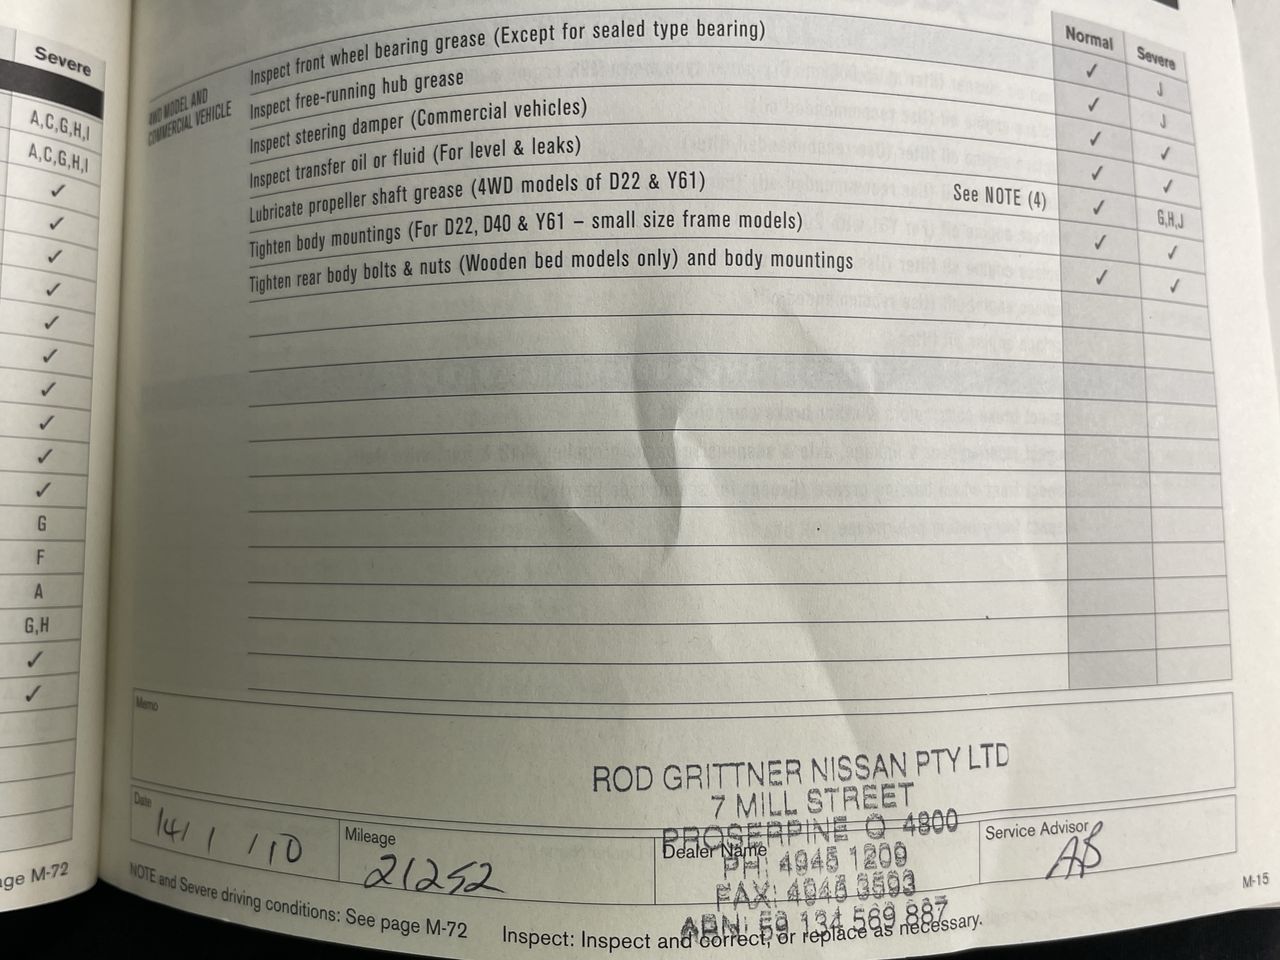 Severe
A,C,G,H,I
A,C,G,H,I
✓
✓
✓
✓
✓
✓
✓
✓
✓
✓
G
F
A
G,H
✓
✓
age M-72
Normal Severe
4WD MODEL AND
COMMERCIAL VEHICLE
Inspect front wheel bearing grease (Except for sealed type bearing) ✓ J
Inspect free-running hub grease ✓ J
Inspect steering damper (Commercial vehicles) ✓ ✓
Inspect transfer oil or fluid (For level & leaks) ✓ ✓
Lubricate propeller shaft grease (4WD models of D22 & Y61) See NOTE (4) ✓ G,H,J
Tighten body mountings (For D22, D40 & Y61 – small size frame models) ✓ ✓
Tighten rear body bolts & nuts (Wooden bed models only) and body mountings ✓ ✓
Memo
ROD GRITTNER NISSAN PTY LTD
7 MILL STREET
PROSERPINE Q 4800
PH: 4945 1209
FAX: 4945 3593
ABN: 59 134 569 887
Date
14/1/10
Mileage
21252
Dealer Name
Service Advisor
AB
NOTE and Severe driving conditions: See page M-72
Inspect: Inspect and correct, or replace as necessary.
M-15